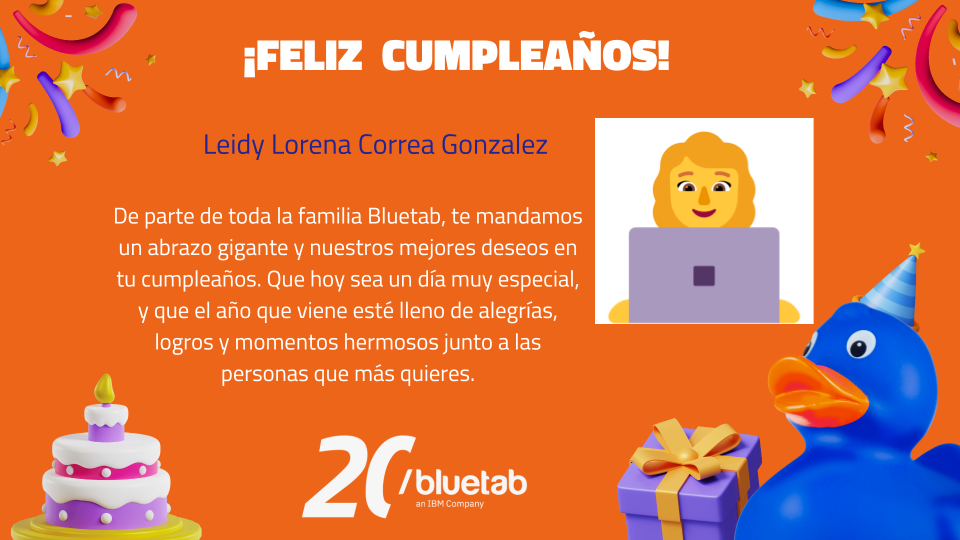 ¡FELIZ CUMPLEAÑOS!
Leidy Lorena Correa Gonzalez
De parte de toda la familia Bluetab, te mandamos
un abrazo gigante y nuestros mejores deseos en
tu cumpleaños. Que hoy sea un día muy especial,
y que el año que viene esté lleno de alegrías,
logros y momentos hermosos junto a las
personas que más quieres.
20/bluetab
an IBM Company